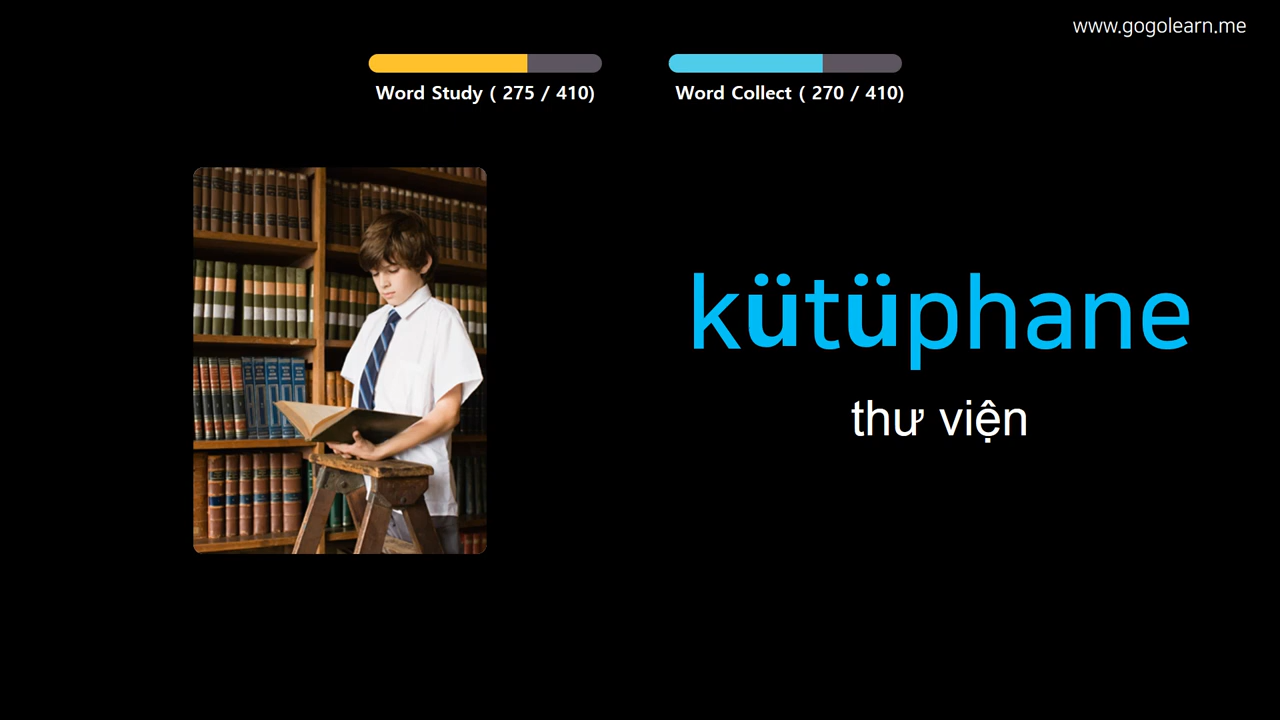 www.gogolearn.me
Word Study ( 275 / 410)
Word Collect ( 270 / 410)
kütüphane
thư viện